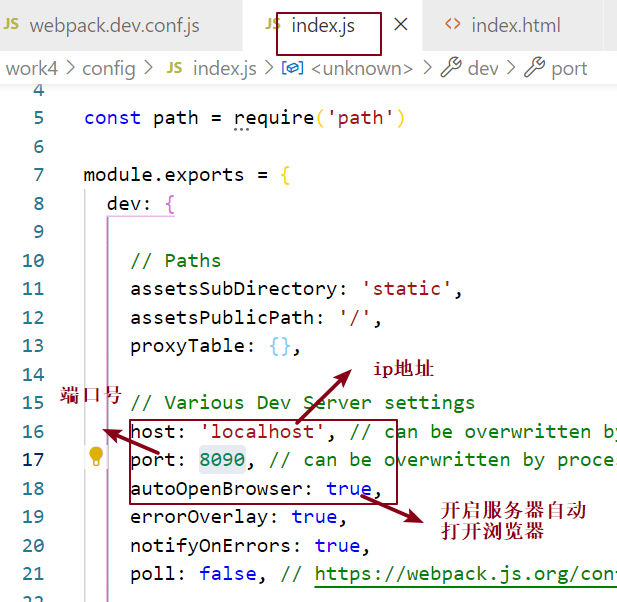 JS webpack.dev.conf.js JS index.js × <> index.html
work4 > config > JS index.js > <unknown> > dev > port
4
5 const path = require('path')
6
7 module.exports = {
8 dev: {
9
10 // Paths
11 assetsSubDirectory: 'static',
12 assetsPublicPath: '/',
13 proxyTable: {},
14
ip地址
端口号
15 // Various Dev Server settings
16 host: 'localhost', // can be overwritten by
17 port: 8090, // can be overwritten by proce
18 autoOpenBrowser: true,
开启服务器自动
打开浏览器
19 errorOverlay: true,
20 notifyOnErrors: true,
21 poll: false, // https://webpack.js.org/con